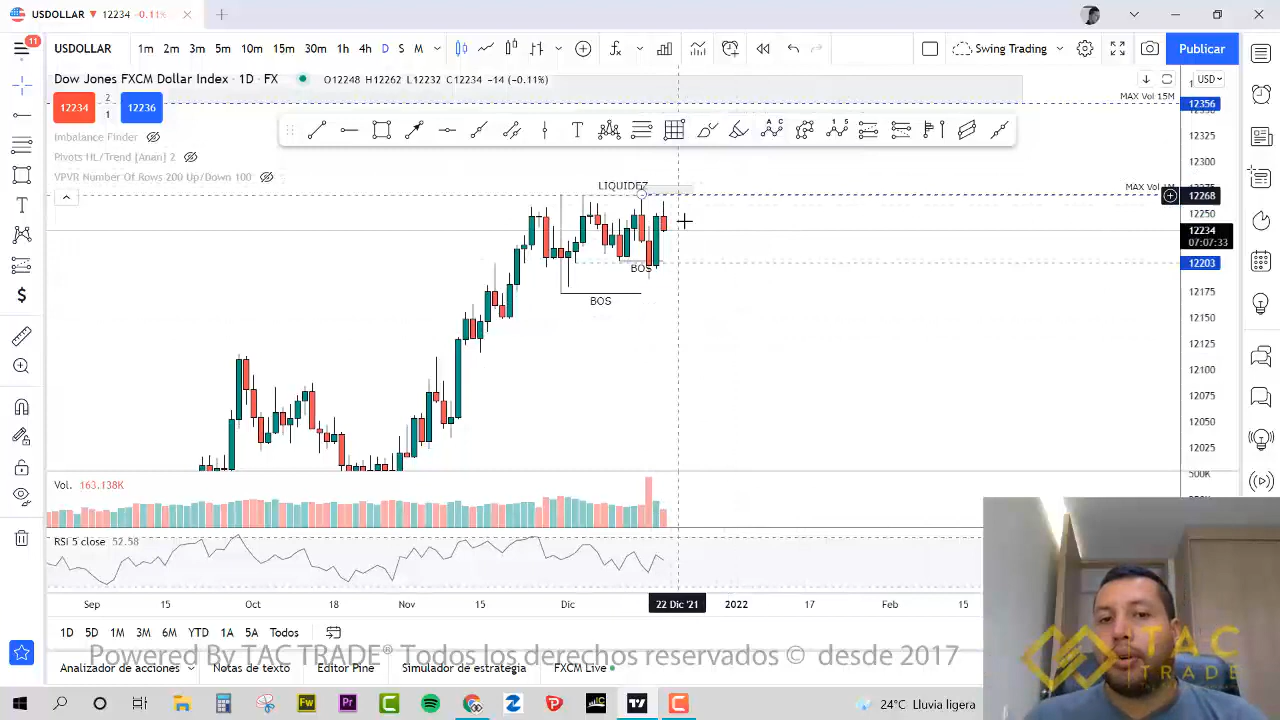 USDOLLAR ▼ 12234 −0.11%
11
USDOLLAR 1m 2m 3m 5m 10m 15m 30m 1h 4h D S M Swing Trading Publicar
Dow Jones FXCM Dollar Index · 1D · FX O12248 H12262 L12232 C12234 −14 (−0.11%)
USD
MAX Vol 15M
12356
12234 2 1 12236
Imbalance Finder
12325
Pivots HL/Trend [Anan] 2
12300
VPVR Number Of Rows 200 Up/Down 100
LIQUIDEZ
12268
12250
12234
07:07:33
12203
BOS
12175
BOS
12150
12125
12100
12075
12050
12025
500K
Vol. 163.138K
RSI 5 close 52.58
Sep 15 Oct 18 Nov 15 Dic 22 Dic '21 2022 17 Feb 15
1D 5D 1M 3M 6M YTD 1A 5A Todos
Powered By TAC TRADE® Todos los derechos reservados © desde 2017
Analizador de acciones Notas de texto Editor Pine Simulador de estrategia FXCM Live
TAC
TRADE
24°C Lluvia ligera